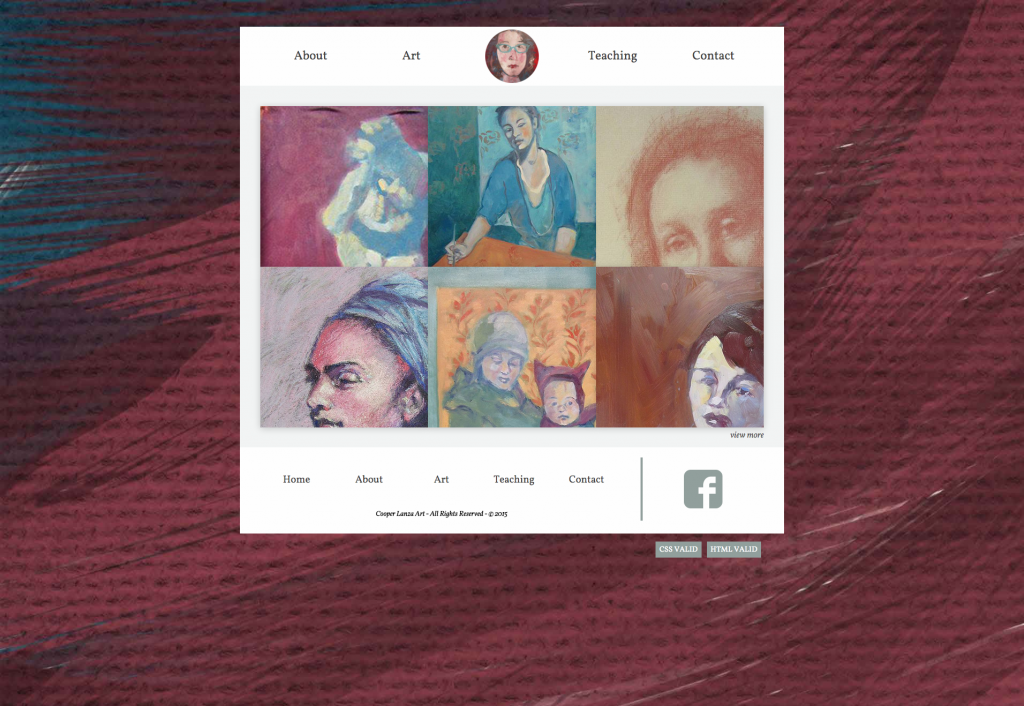 About Art Teaching Contact
view more
Home About Art Teaching Contact
Cooper Lanza Art - All Rights Reserved - © 2015
CSS VALID HTML VALID